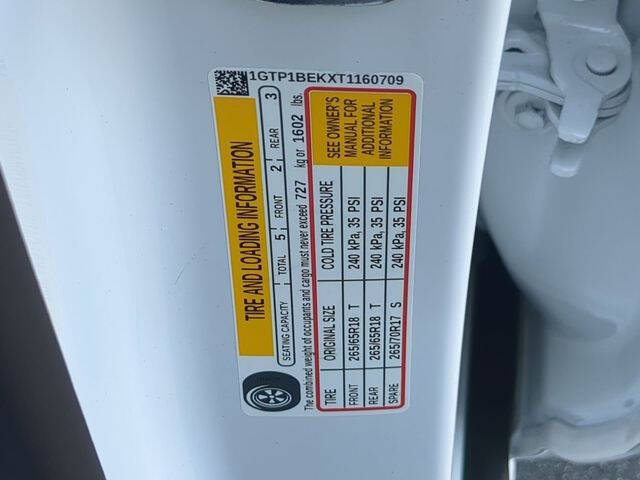 1GTP1BEKXT1160709
TIRE AND LOADING INFORMATION
SEATING CAPACITY TOTAL 5 FRONT 2 REAR 3
The combined weight of occupants and cargo must never exceed 727 kg or 1602 lbs.
TIRE ORIGINAL SIZE COLD TIRE PRESSURE
FRONT 265/65R18 T 240 kPa, 35 PSI
REAR 265/65R18 T 240 kPa, 35 PSI
SPARE 265/70R17 S 240 kPa, 35 PSI
SEE OWNER'S
MANUAL FOR
ADDITIONAL
INFORMATION